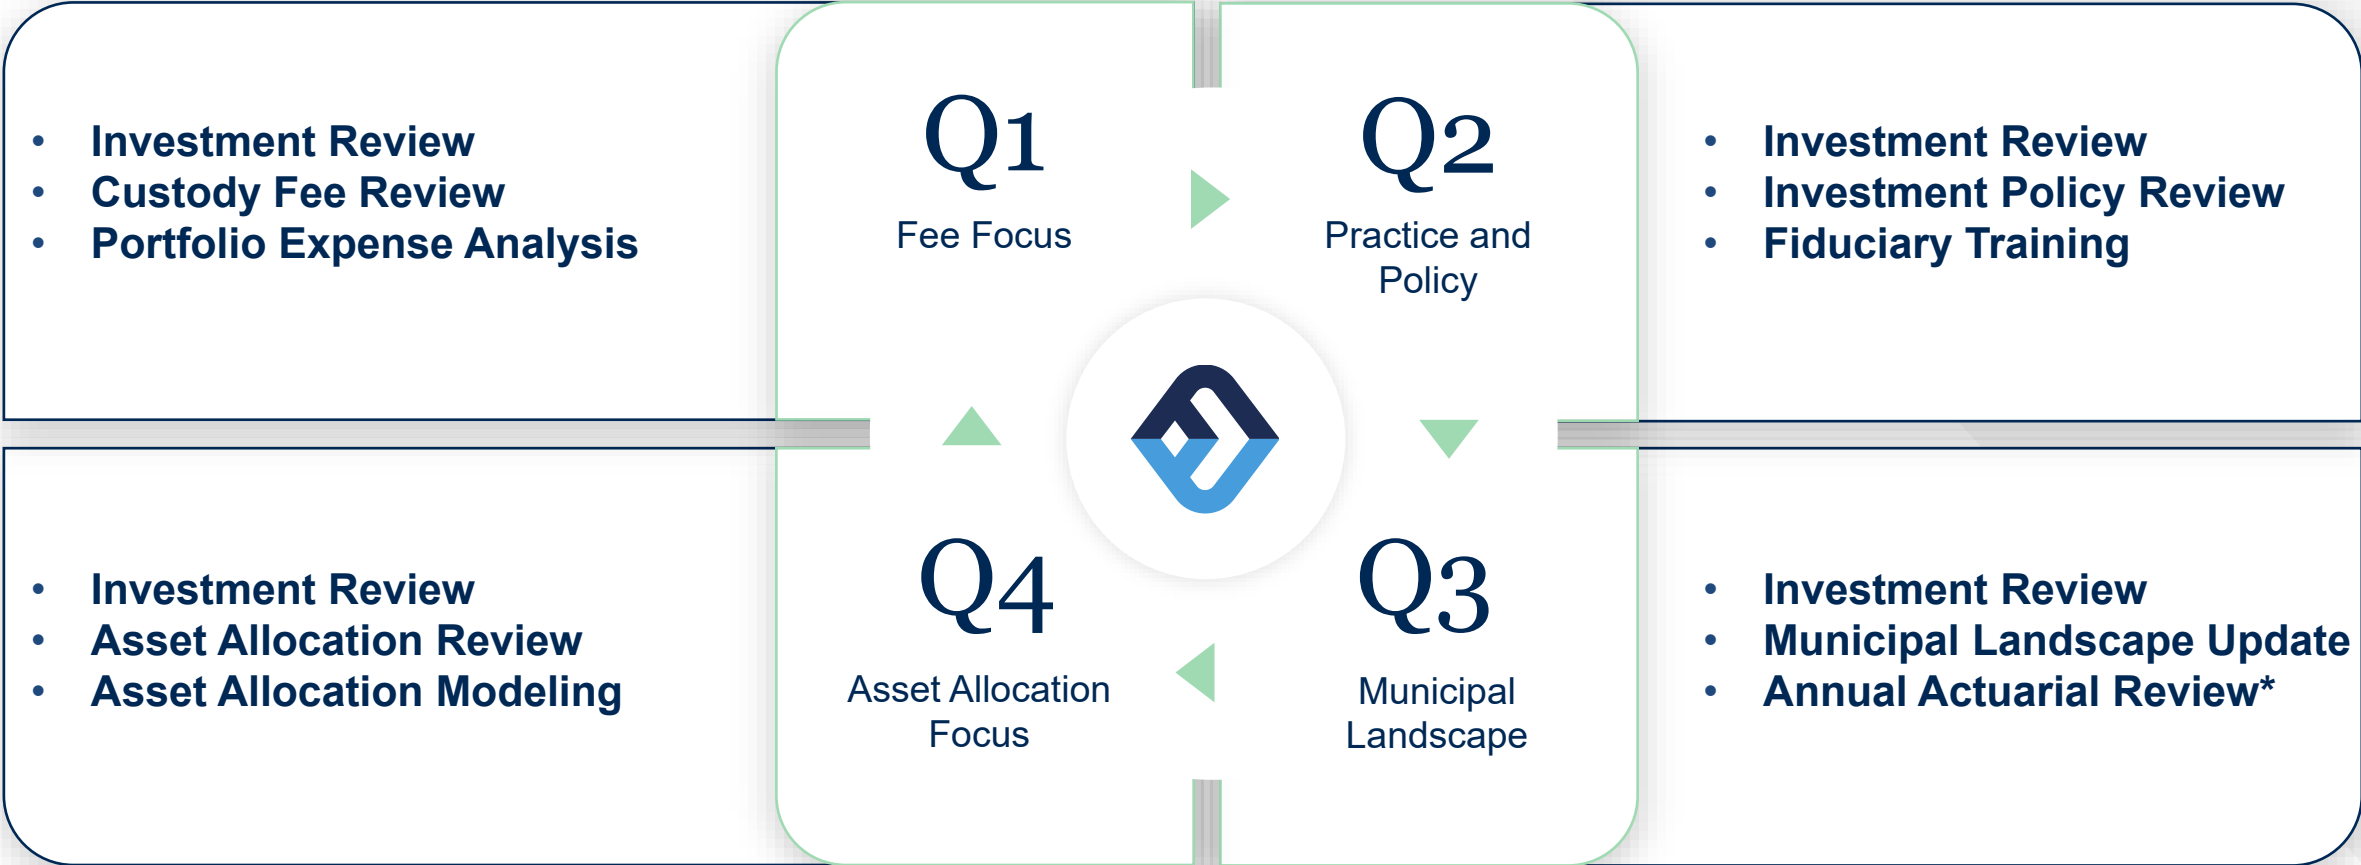 • Investment Review
• Custody Fee Review
• Portfolio Expense Analysis
Q1
Fee Focus
Q2
Practice and
Policy
• Investment Review
• Investment Policy Review
• Fiduciary Training
• Investment Review
• Asset Allocation Review
• Asset Allocation Modeling
Q4
Asset Allocation
Focus
Q3
Municipal
Landscape
• Investment Review
• Municipal Landscape Update
• Annual Actuarial Review*